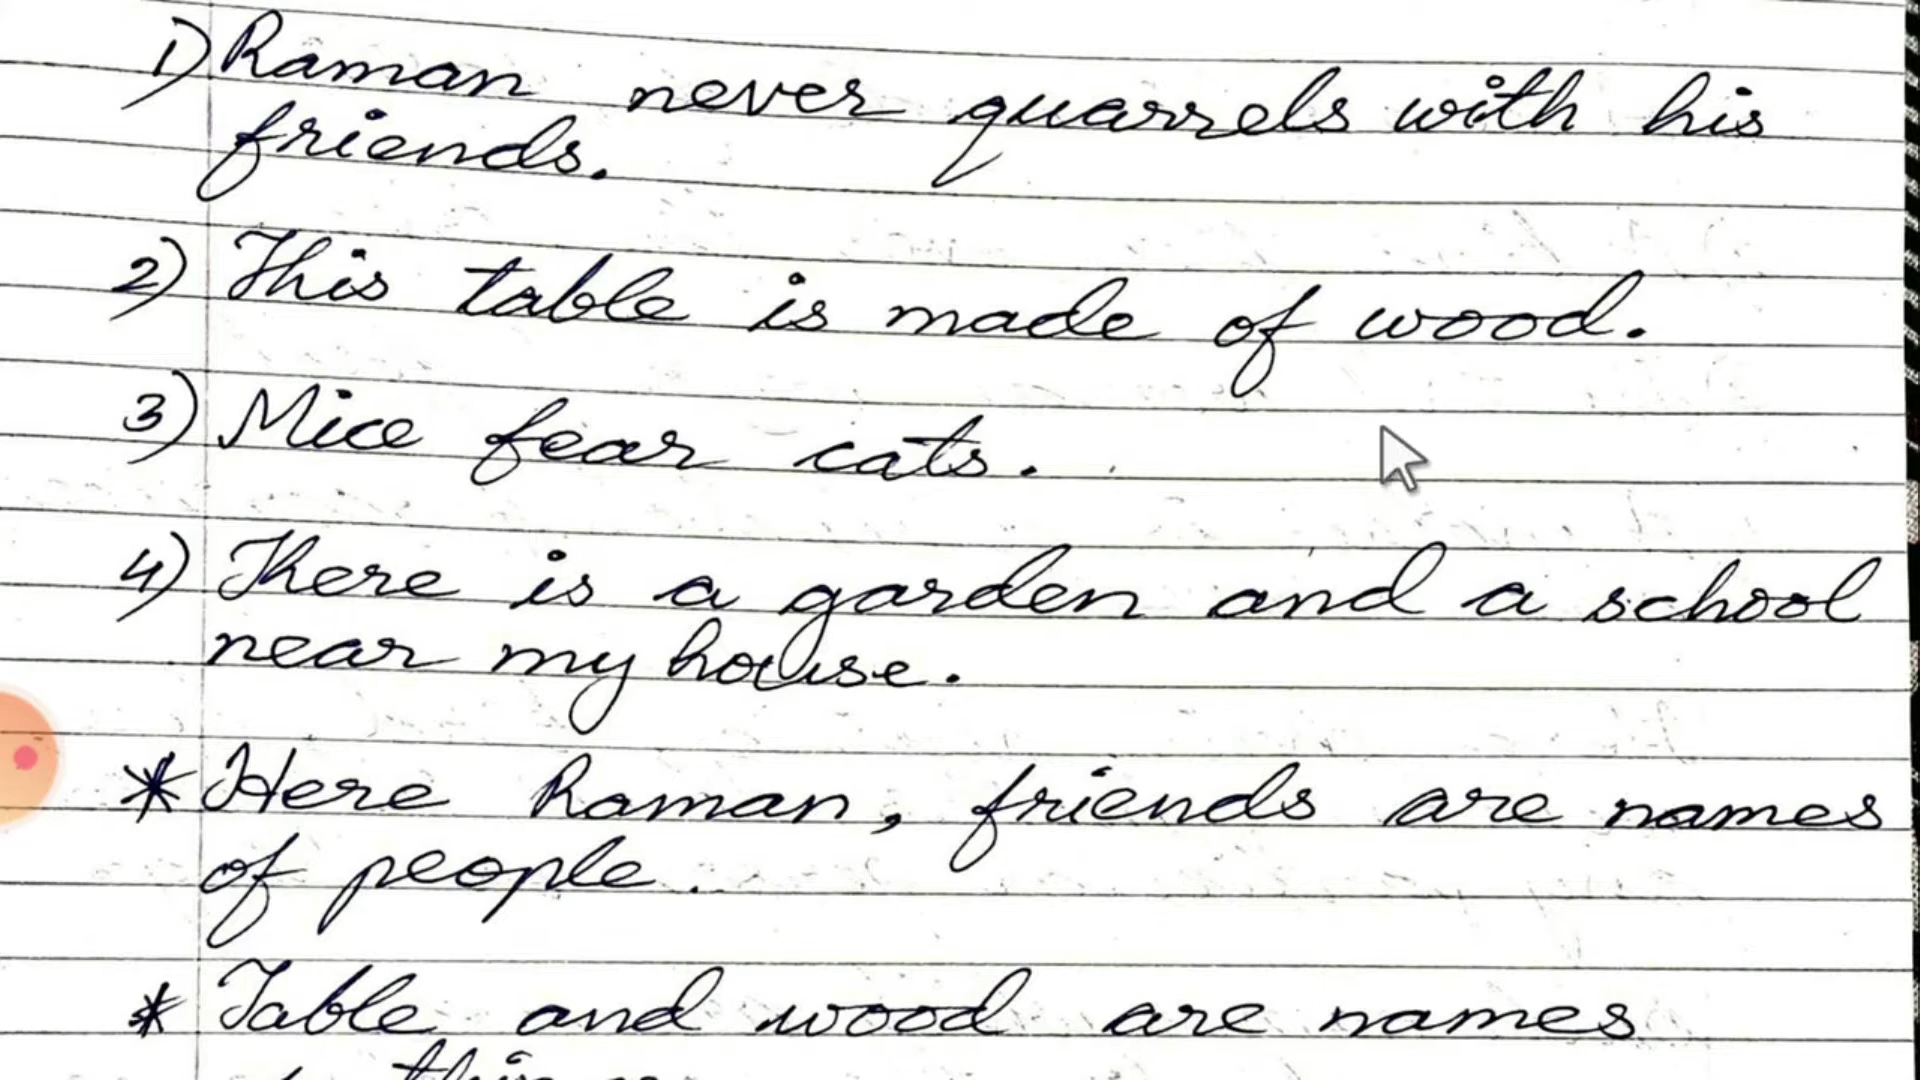 1) Raman never quarrels with his
friends.
2) This table is made of wood.
3) Mice fear cats.
4) There is a garden and a school
near my house.
* Here Raman, friends are names
of people.
* Table and wood are names